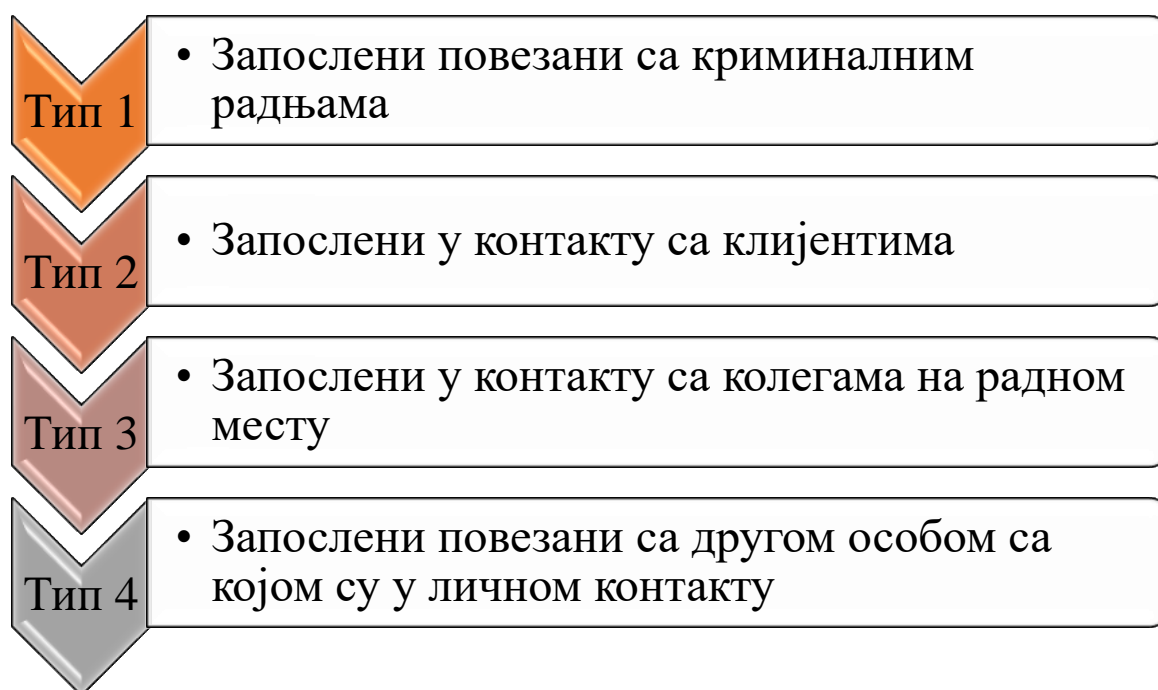 Тип 1
• Запослени повезани са криминалним
радњама
Тип 2
• Запослени у контакту са клијентима
Тип 3
• Запослени у контакту са колегама на радном
месту
Тип 4
• Запослени повезани са другом особом са
којом су у личном контакту